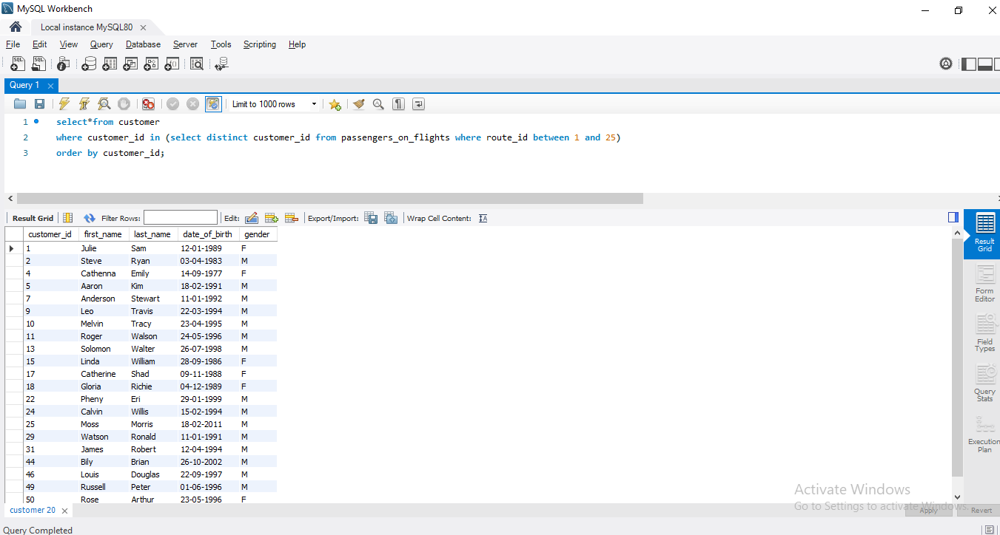 MySQL Workbench
Local instance MySQL80
File Edit View Query Database Server Tools Scripting Help
Query 1
Limit to 1000 rows
1 select*from customer
2 where customer_id in (select distinct customer_id from passengers_on_flights where route_id between 1 and 25)
3 order by customer_id;
Result Grid Filter Rows: Edit: Export/Import: Wrap Cell Content:
customer_id first_name last_name date_of_birth gender
1 Julie Sam 12-01-1989 F
2 Steve Ryan 03-04-1983 M
4 Cathenna Emily 14-09-1977 F
5 Aaron Kim 18-02-1991 M
7 Anderson Stewart 11-01-1992 M
9 Leo Travis 22-03-1994 M
10 Melvin Tracy 23-04-1995 M
11 Roger Walson 24-05-1996 M
13 Solomon Walter 26-07-1998 M
15 Linda William 28-09-1986 F
17 Catherine Shad 09-11-1988 F
18 Gloria Richie 04-12-1989 F
22 Pheny Eri 29-01-1999 M
24 Calvin Willis 15-02-1994 M
25 Moss Morris 18-02-2011 M
29 Watson Ronald 11-01-1991 M
31 James Robert 12-04-1994 M
44 Bily Brian 26-10-2002 M
46 Louis Douglas 22-09-1997 M
49 Russell Peter 01-06-1996 M
50 Rose Arthur 23-05-1996 F
Result
Grid
Form
Editor
Field
Types
Query
Stats
Execution
Plan
Activate Windows
Go to Settings to activate Windows.
customer 20
Apply Revert
Query Completed